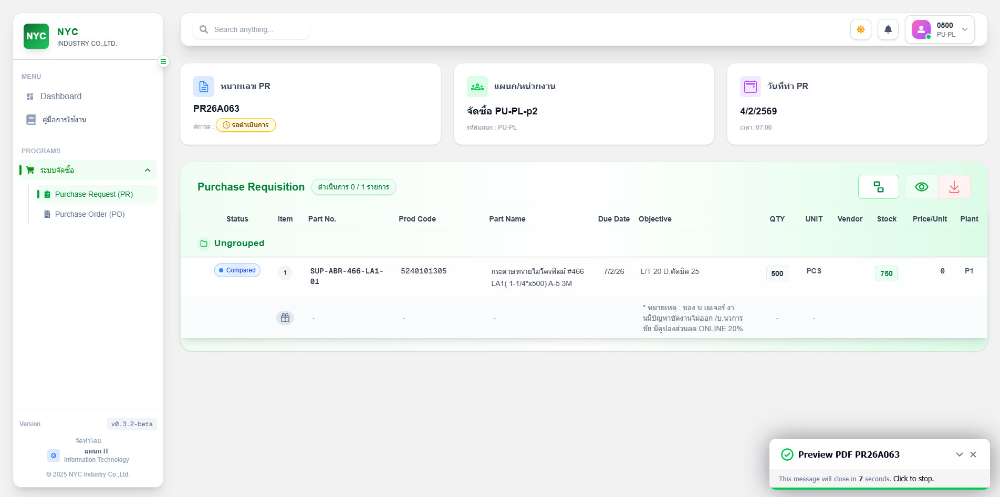 NYC
NYC
INDUSTRY CO.,LTD.
MENU
Dashboard
คู่มือการใช้งาน
PROGRAMS
ระบบจัดซื้อ
Purchase Request (PR)
Purchase Order (PO)
Version
v0.3.2-beta
จัดทำโดย
แผนก IT
Information Technology
© 2025 NYC Industry Co.,Ltd.
Search anything...
0500
PU-PL
หมายเลข PR
PR26A063
สถานะ : รอดำเนินการ
แผนก/หน่วยงาน
จัดซื้อ PU-PL-p2
รหัสแผนก : PU-PL
วันที่ทำ PR
4/2/2569
เวลา: 07:00
Purchase Requisition ดำเนินการ 0 / 1 รายการ
Status Item Part No. Prod Code Part Name Due Date Objective QTY UNIT Vendor Stock Price/Unit Plant
Ungrouped
Compared 1 SUP-ABR-466-LA1- 5240101305 กระดาษทรายไมโครฟิลม์ #466 7/2/26 L/T 20 D.ตัดบิล 25 500 PCS 750 0 P1
01 LA1( 1-1/4"x500) A-5 3M
* หมายเหตุ : ของ บ.เมเจอร์ งา
- - - นมีปัญหาขัดงานไม่ออก /บ.นวการ - -
ชัย มีคูปองส่วนลด ONLINE 20%
Preview PDF PR26A063
This message will close in 7 seconds. Click to stop.